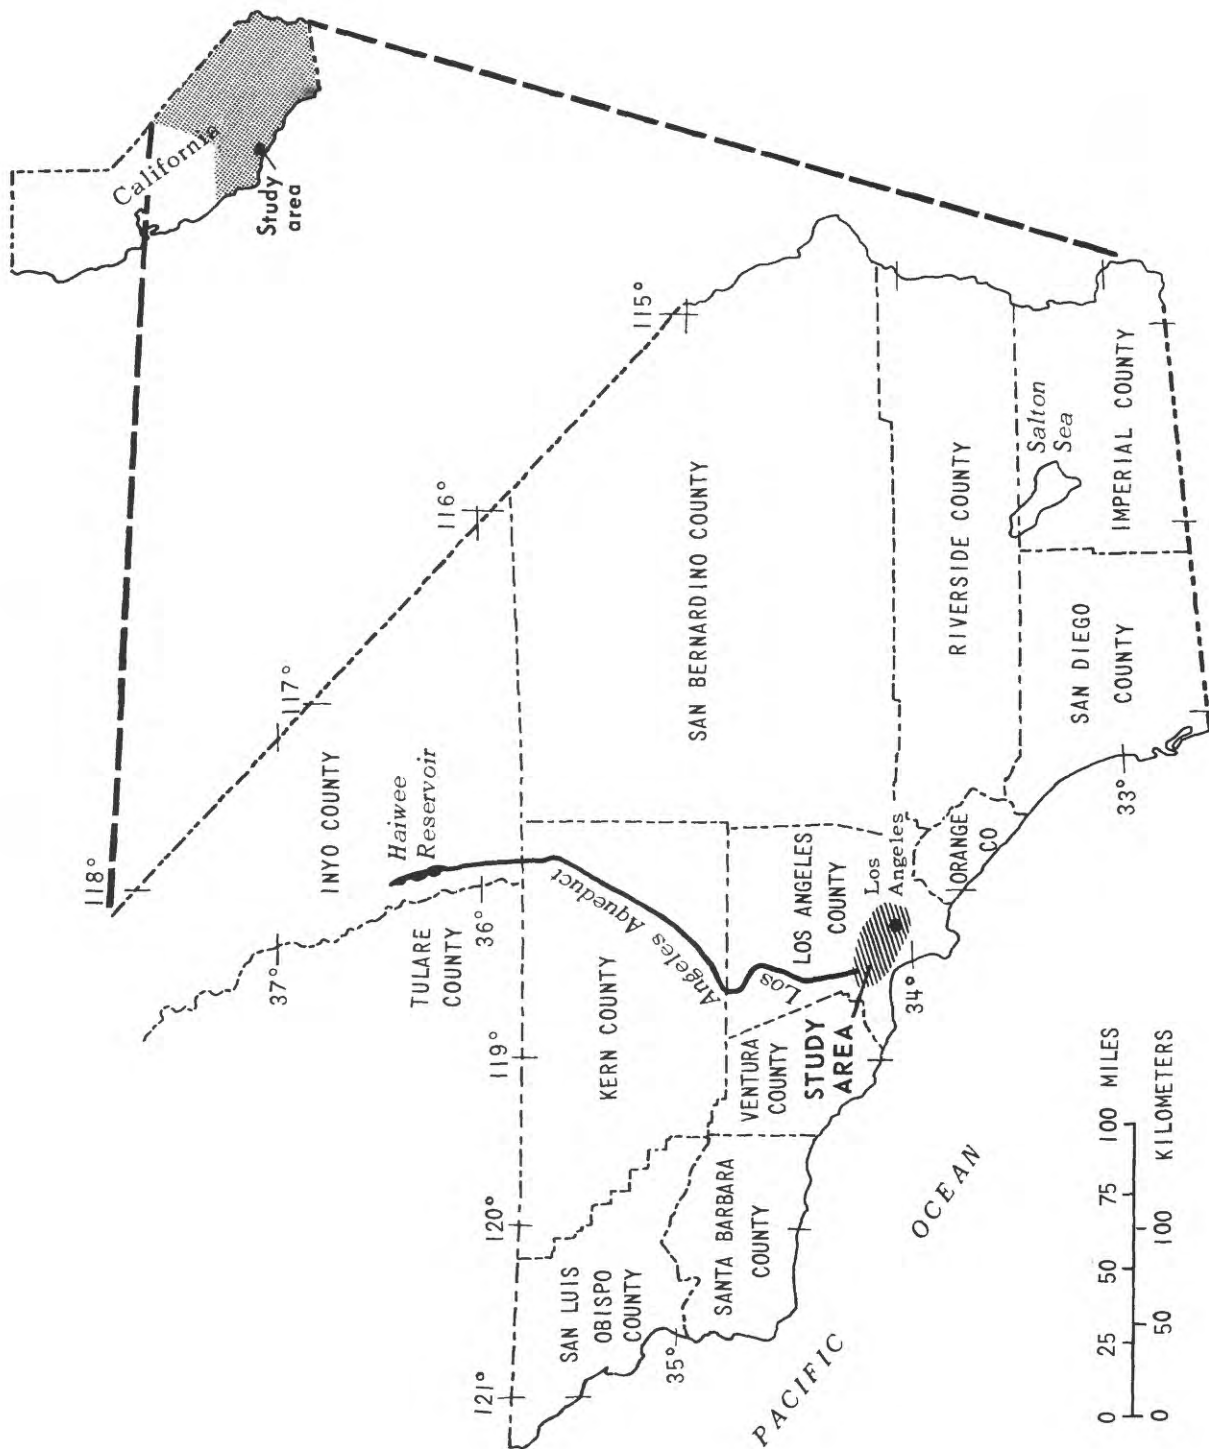 California
Study
area
118°
117°
116°
115°
37°
36°
INYO COUNTY
Haiwee
Reservoir
TULARE
COUNTY
121°
120°
119°
KERN COUNTY
Los Angeles Aqueduct
SAN BERNARDINO COUNTY
SAN LUIS
OBISPO
COUNTY
35°
SANTA BARBARA
COUNTY
VENTURA
COUNTY
STUDY
AREA
LOS ANGELES
COUNTY
Los
Angeles
34°
ORANGE
CO
RIVERSIDE COUNTY
Salton
Sea
SAN DIEGO
COUNTY
IMPERIAL COUNTY
33°
PACIFIC OCEAN
0 25 50 75 100 MILES
0 50 100 KILOMETERS